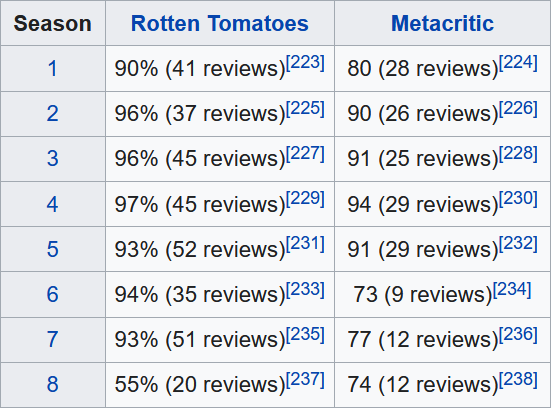 Season Rotten Tomatoes Metacritic
1 90% (41 reviews)[223] 80 (28 reviews)[224]
2 96% (37 reviews)[225] 90 (26 reviews)[226]
3 96% (45 reviews)[227] 91 (25 reviews)[228]
4 97% (45 reviews)[229] 94 (29 reviews)[230]
5 93% (52 reviews)[231] 91 (29 reviews)[232]
6 94% (35 reviews)[233] 73 (9 reviews)[234]
7 93% (51 reviews)[235] 77 (12 reviews)[236]
8 55% (20 reviews)[237] 74 (12 reviews)[238]